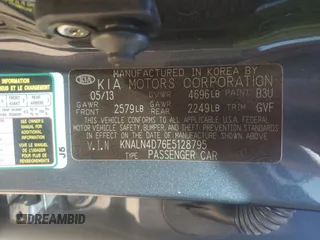 MANUFACTURED IN KOREA BY
KIA MOTORS CORPORATION
05/13 GVWR 4696LB PAINT B3U
GAWR FRONT 2579LB GAWR REAR 2249LB TRIM GVF
THIS VEHICLE CONFORMS TO ALL APPLICABLE
FEDERAL MOTOR VEHICLE SAFETY, BUMPER,
AND THEFT PREVENTION STANDARDS IN
EFFECT ON THE DATE OF MANUFACTURE
SHOWN ABOVE.
V.I.N KNALN4D76E5128795
TYPE PASSENGER CAR
J5
INFORMATION
DREAMBID